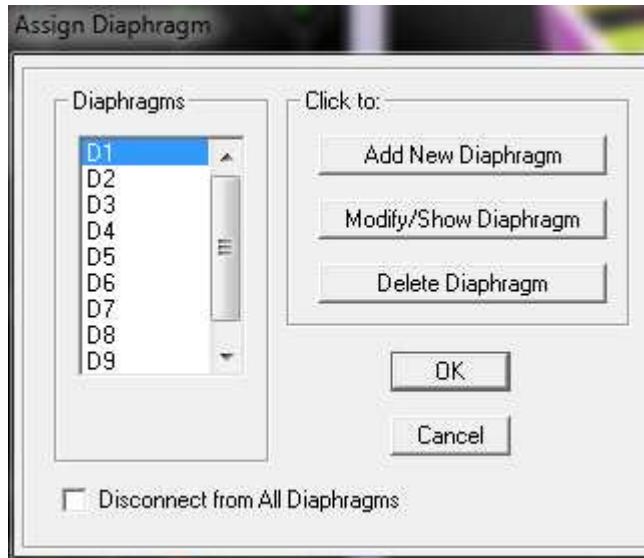 Assign Diaphragm
Diaphragms
D1
D2
D3
D4
D5
D6
D7
D8
D9
Click to:
Add New Diaphragm
Modify/Show Diaphragm
Delete Diaphragm
OK
Cancel
Disconnect from All Diaphragms